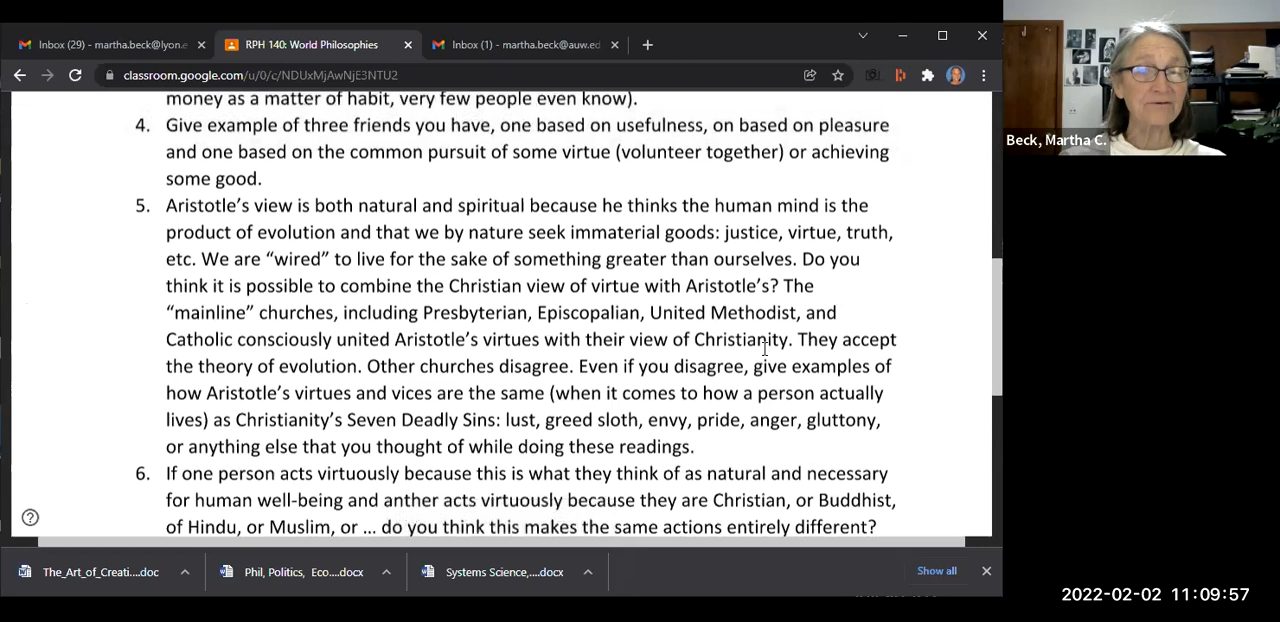 Inbox (29) - martha.beck@lyon.e
RPH 140: World Philosophies
Inbox (1) - martha.beck@auw.ed
classroom.google.com/u/0/c/NDUxMjAwNjE3NTU2
money as a matter of habit, very few people even know).
4. Give example of three friends you have, one based on usefulness, on based on pleasure
and one based on the common pursuit of some virtue (volunteer together) or achieving
some good.
5. Aristotle's view is both natural and spiritual because he thinks the human mind is the
product of evolution and that we by nature seek immaterial goods: justice, virtue, truth,
etc. We are "wired" to live for the sake of something greater than ourselves. Do you
think it is possible to combine the Christian view of virtue with Aristotle's? The
"mainline" churches, including Presbyterian, Episcopalian, United Methodist, and
Catholic consciously united Aristotle's virtues with their view of Christianity. They accept
the theory of evolution. Other churches disagree. Even if you disagree, give examples of
how Aristotle's virtues and vices are the same (when it comes to how a person actually
lives) as Christianity's Seven Deadly Sins: lust, greed sloth, envy, pride, anger, gluttony,
or anything else that you thought of while doing these readings.
6. If one person acts virtuously because this is what they think of as natural and necessary
for human well-being and anther acts virtuously because they are Christian, or Buddhist,
of Hindu, or Muslim, or ... do you think this makes the same actions entirely different?
The_Art_of_Creati....doc
Phil, Politics, Eco....docx
Systems Science,....docx
Show all
Beck, Martha C.
2022-02-02 11:09:57